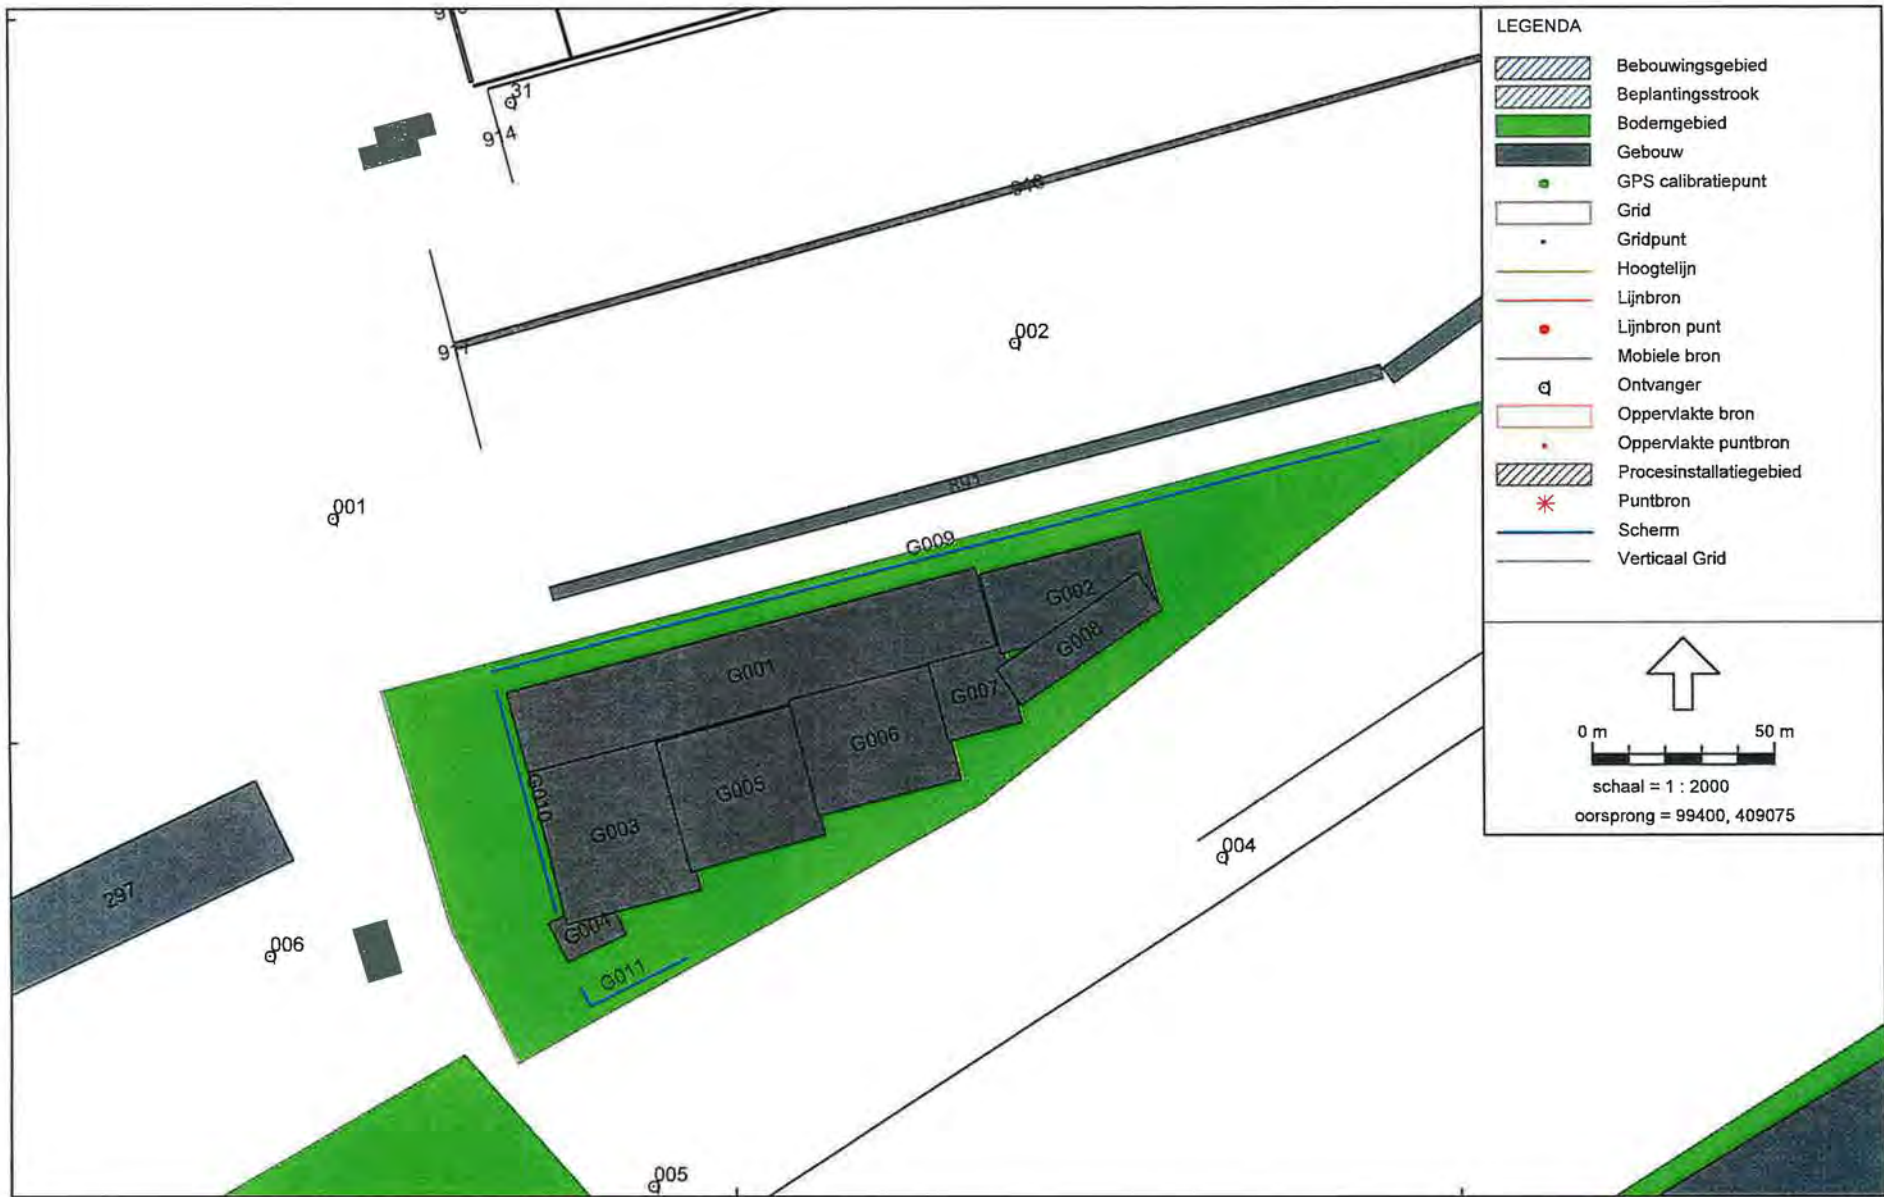 31
914
917
002
001
G009
G002
G008
G001
G007
G006
G005
G010
G003
G004
G011
297
006
004
005
LEGENDA
Bebouwingsgebied
Beplantingsstrook
Bodemgebied
Gebouw
GPS calibratiepunt
Grid
Gridpunt
Hoogtelijn
Lijnbron
Lijnbron punt
Mobiele bron
Ontvanger
Oppervlakte bron
Oppervlakte puntbron
Procesinstallatiegebied
Puntbron
Scherm
Verticaal Grid
0 m 50 m
schaal = 1 : 2000
oorsprong = 99400, 409075